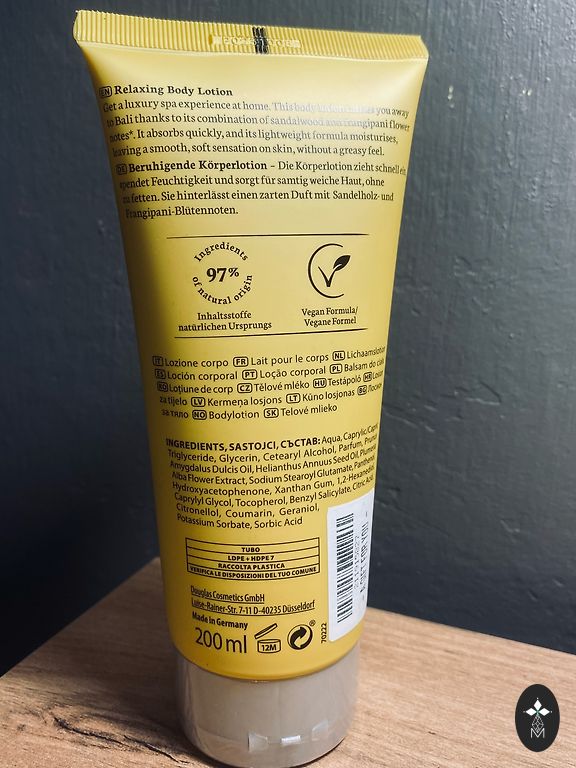 EN Relaxing Body Lotion
Get a luxury spa experience at home. This body lotion whisks you away
to Bali thanks to its combination of sandalwood and frangipani flower
notes*. It absorbs quickly, and its lightweight formula moisturises,
leaving a smooth, soft sensation on skin, without a greasy feel.
DE Beruhigende Körperlotion – Die Körperlotion zieht schnell ein,
spendet Feuchtigkeit und sorgt für samtig weiche Haut, ohne
zu fetten. Sie hinterlässt einen zarten Duft mit Sandelholz- und
Frangipani-Blütennoten.
Ingredients
97%
of natural origin
Inhaltsstoffe
natürlichen Ursprungs
Vegan Formula/
Vegane Formel
IT Lozione corpo FR Lait pour le corps NL Lichaamslotion
ES Loción corporal PT Loção corporal PL Balsam do ciała
RO Loțiune de corp CZ Tělové mléko HU Testápoló HR Losion
za tijelo LV Ķermeņa losjons LT Kūno losjonas BG Лосион
за тяло NO Bodylotion SK Telové mlieko
INGREDIENTS, SASTOJCI, СЪСТАВ: Aqua, Caprylic/Capric
Triglyceride, Glycerin, Cetearyl Alcohol, Parfum, Prunus
Amygdalus Dulcis Oil, Helianthus Annuus Seed Oil, Plumeria
Alba Flower Extract, Sodium Stearoyl Glutamate, Panthenol,
Hydroxyacetophenone, Xanthan Gum, 1,2-Hexanediol,
Caprylyl Glycol, Tocopherol, Benzyl Salicylate, Citric Acid,
Citronellol, Coumarin, Geraniol,
Potassium Sorbate, Sorbic Acid
TUBO
LDPE + HDPE 7
RACCOLTA PLASTICA
VERIFICA LE DISPOSIZIONI DEL TUO COMUNE
Douglas Cosmetics GmbH
Luise-Rainer-Str. 7-11 D-40235 Düsseldorf
Made in Germany
200 ml
12M
70222
M